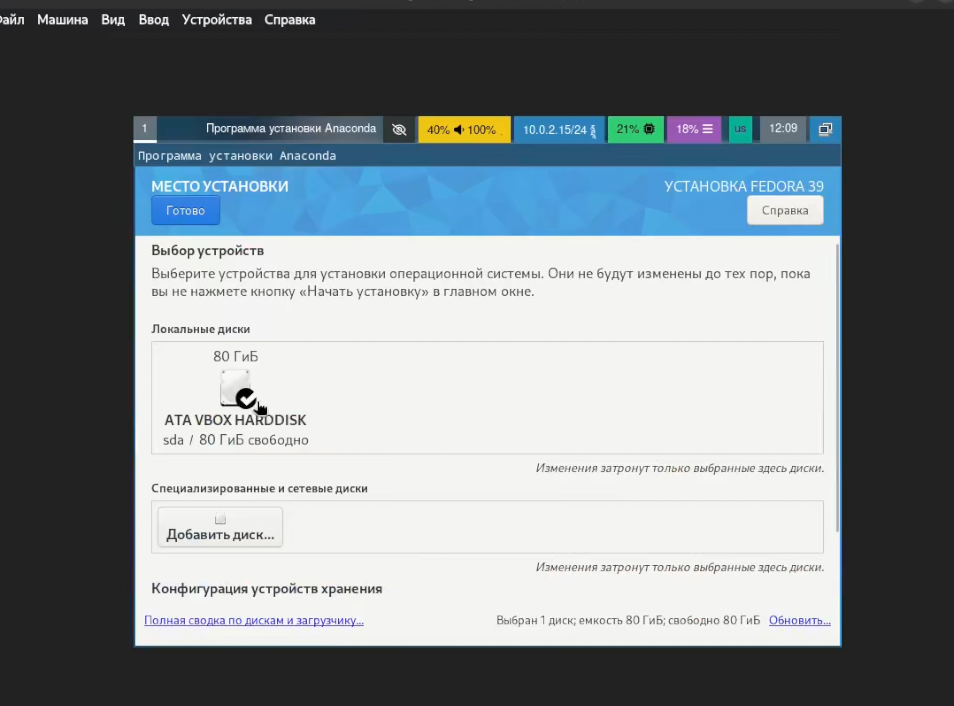 Файл Машина Вид Ввод Устройства Справка
1 Программа установки Anaconda 40% 100% 10.0.2.15/24 21% 18% us 12:09
Программа установки Anaconda
МЕСТО УСТАНОВКИ УСТАНОВКА FEDORA 39
Готово Справка
Выбор устройств
Выберите устройства для установки операционной системы. Они не будут изменены до тех пор, пока
вы не нажмете кнопку «Начать установку» в главном окне.
Локальные диски
80 ГиБ
ATA VBOX HARDDISK
sda / 80 ГиБ свободно
Изменения затронут только выбранные здесь диски.
Специализированные и сетевые диски
Добавить диск...
Изменения затронут только выбранные здесь диски.
Конфигурация устройств хранения
Полная сводка по дискам и загрузчику... Выбран 1 диск; емкость 80 ГиБ; свободно 80 ГиБ Обновить...